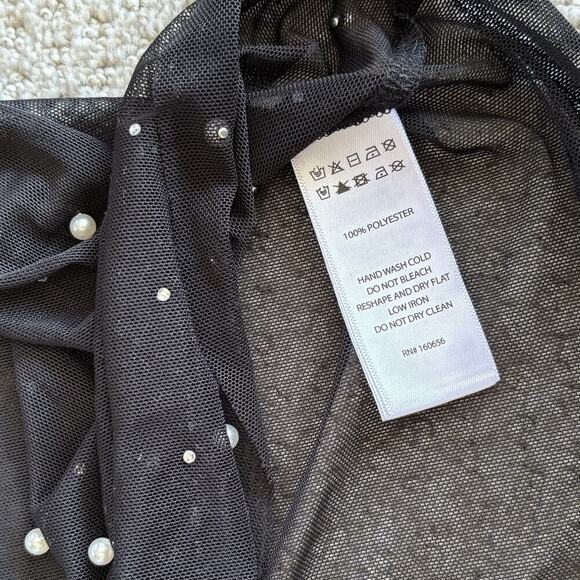 100% POLYESTER
HAND WASH COLD
DO NOT BLEACH
RESHAPE AND DRY FLAT
LOW IRON
DO NOT DRY CLEAN
RN# 160656